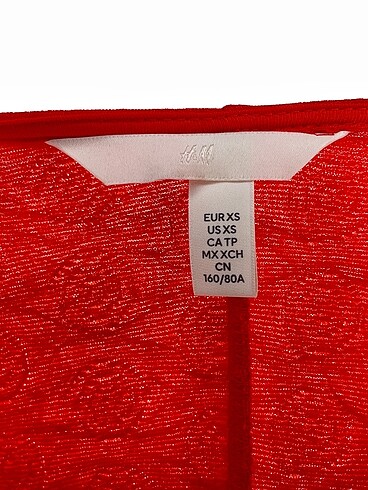 H&M
EUR XS
US XS
CA TP
MX XCH
CN
160/80A